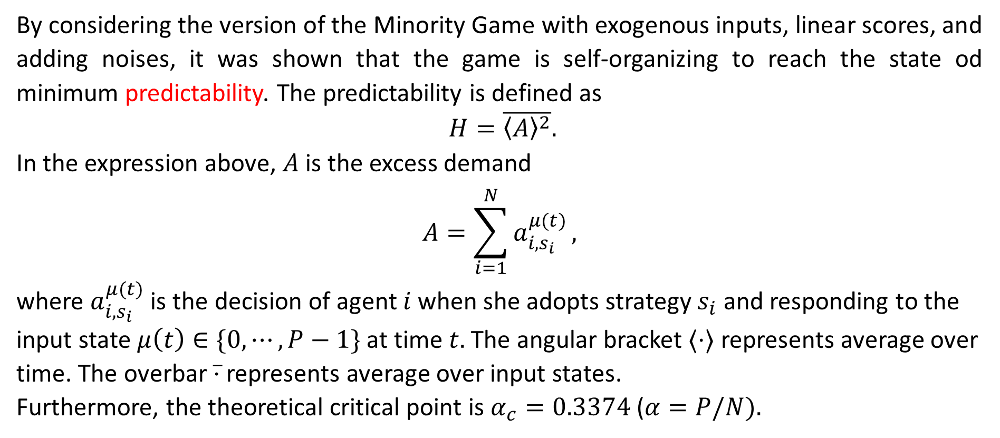 By considering the version of the Minority Game with exogenous inputs, linear scores, and
adding noises, it was shown that the game is self-organizing to reach the state od
minimum predictability. The predictability is defined as
$H = \overline{\langle A \rangle^2}.$
In the expression above, $A$ is the excess demand
$A = \sum_{i=1}^{N} a_{i,s_i}^{\mu(t)},$
where $a_{i,s_i}^{\mu(t)}$ is the decision of agent $i$ when she adopts strategy $s_i$ and responding to the
input state $\mu(t) \in \{0, \cdots, P - 1\}$ at time $t$. The angular bracket $\langle \cdot \rangle$ represents average over
time. The overbar $\overline{\cdot}$ represents average over input states.
Furthermore, the theoretical critical point is $\alpha_c = 0.3374\ (\alpha = P/N)$.